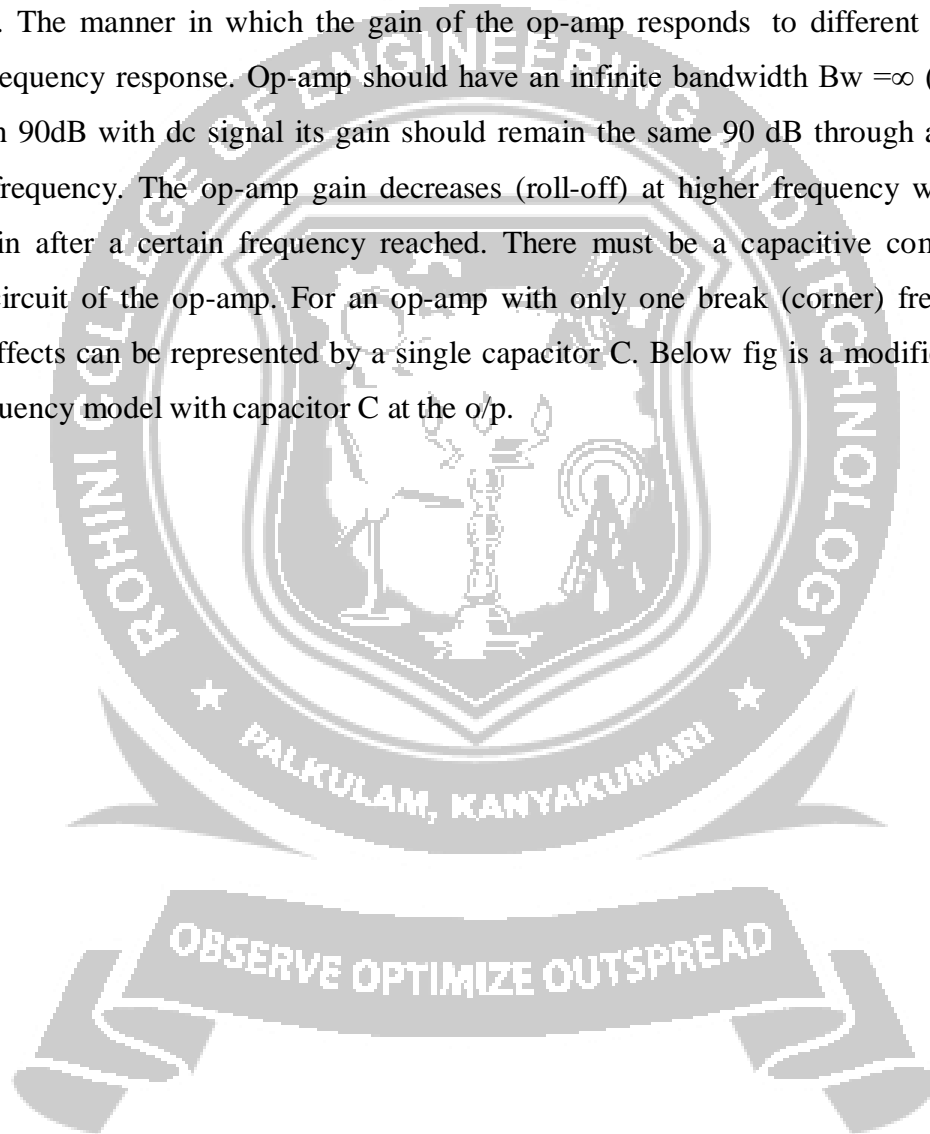 . The manner in which the gain of the op-amp responds to different
equency response. Op-amp should have an infinite bandwidth Bw =∞ (
n 90dB with dc signal its gain should remain the same 90 dB through a
frequency. The op-amp gain decreases (roll-off) at higher frequency w
in after a certain frequency reached. There must be a capacitive con
ircuit of the op-amp. For an op-amp with only one break (corner) fre
ffects can be represented by a single capacitor C. Below fig is a modifi
uency model with capacitor C at the o/p.
ROHINI COLLEGE OF ENGINEERING AND TECHNOLOGY
PALKULAM, KANYAKUMARI
OBSERVE OPTIMIZE OUTSPREAD